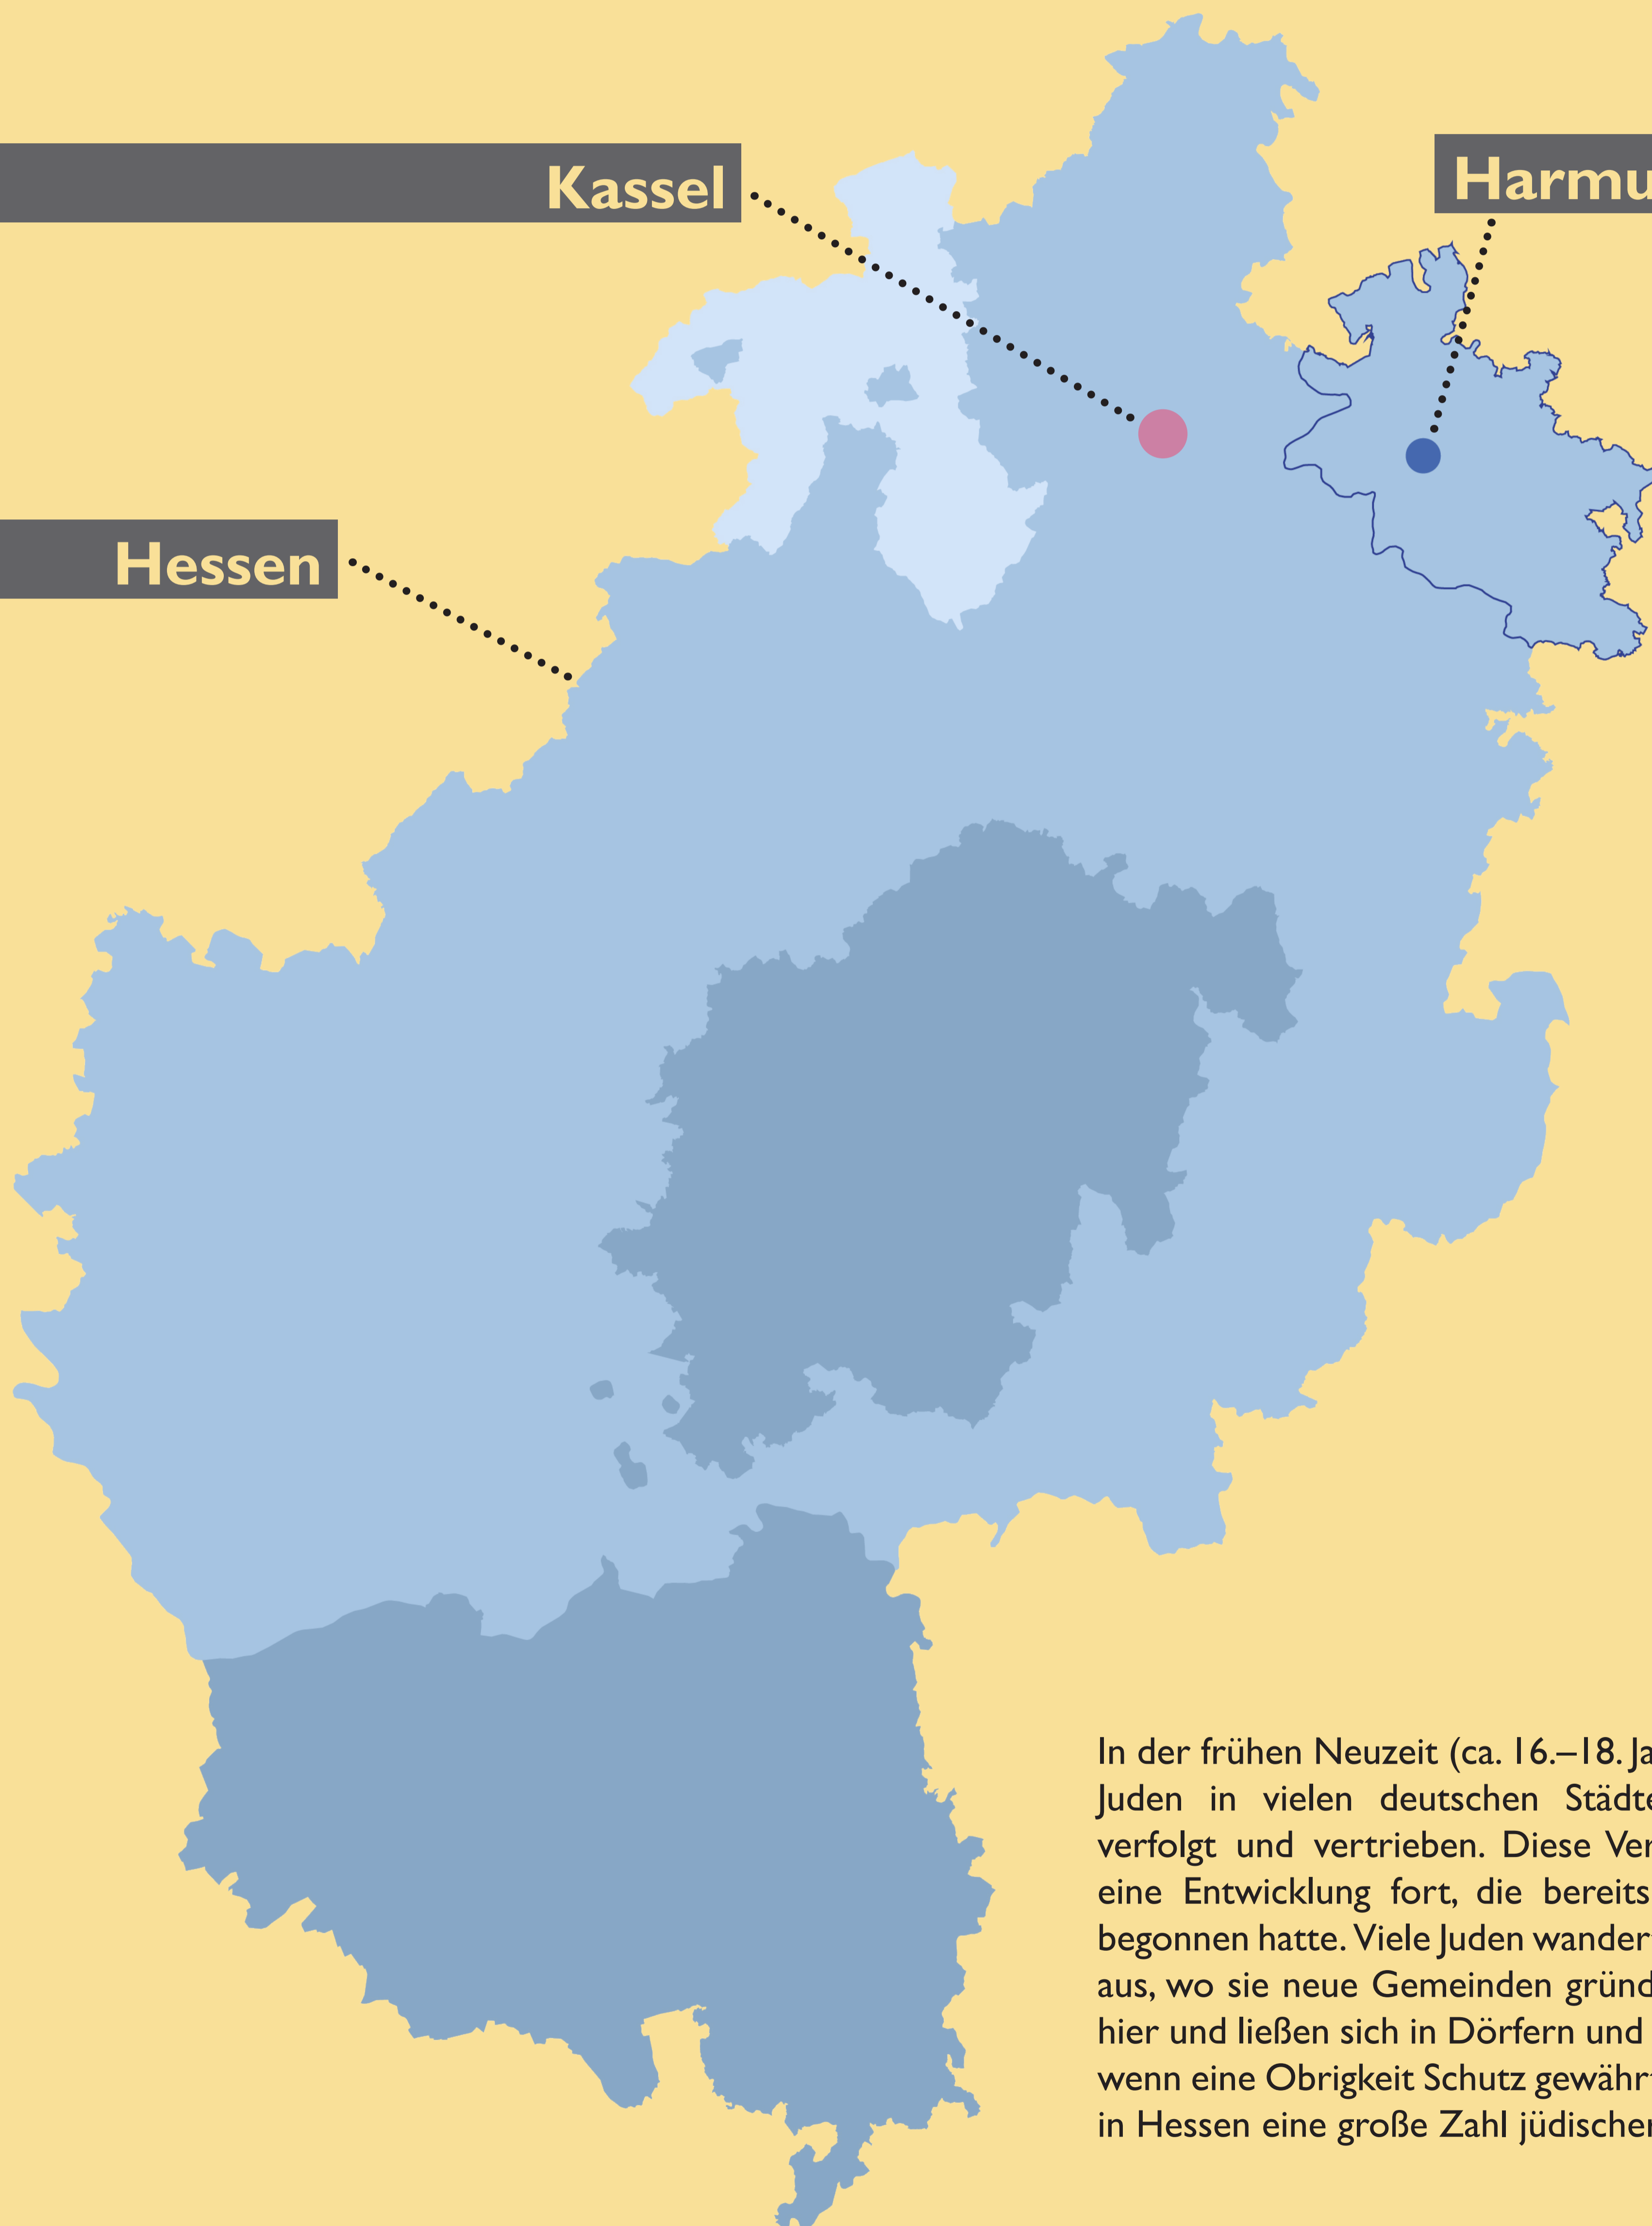 Kassel
Harmu
Hessen
In der frühen Neuzeit (ca. 16.–18. Ja
Juden in vielen deutschen Städte
verfolgt und vertrieben. Diese Ver
eine Entwicklung fort, die bereits
begonnen hatte. Viele Juden wander
aus, wo sie neue Gemeinden gründ
hier und ließen sich in Dörfern und
wenn eine Obrigkeit Schutz gewähr
in Hessen eine große Zahl jüdischer